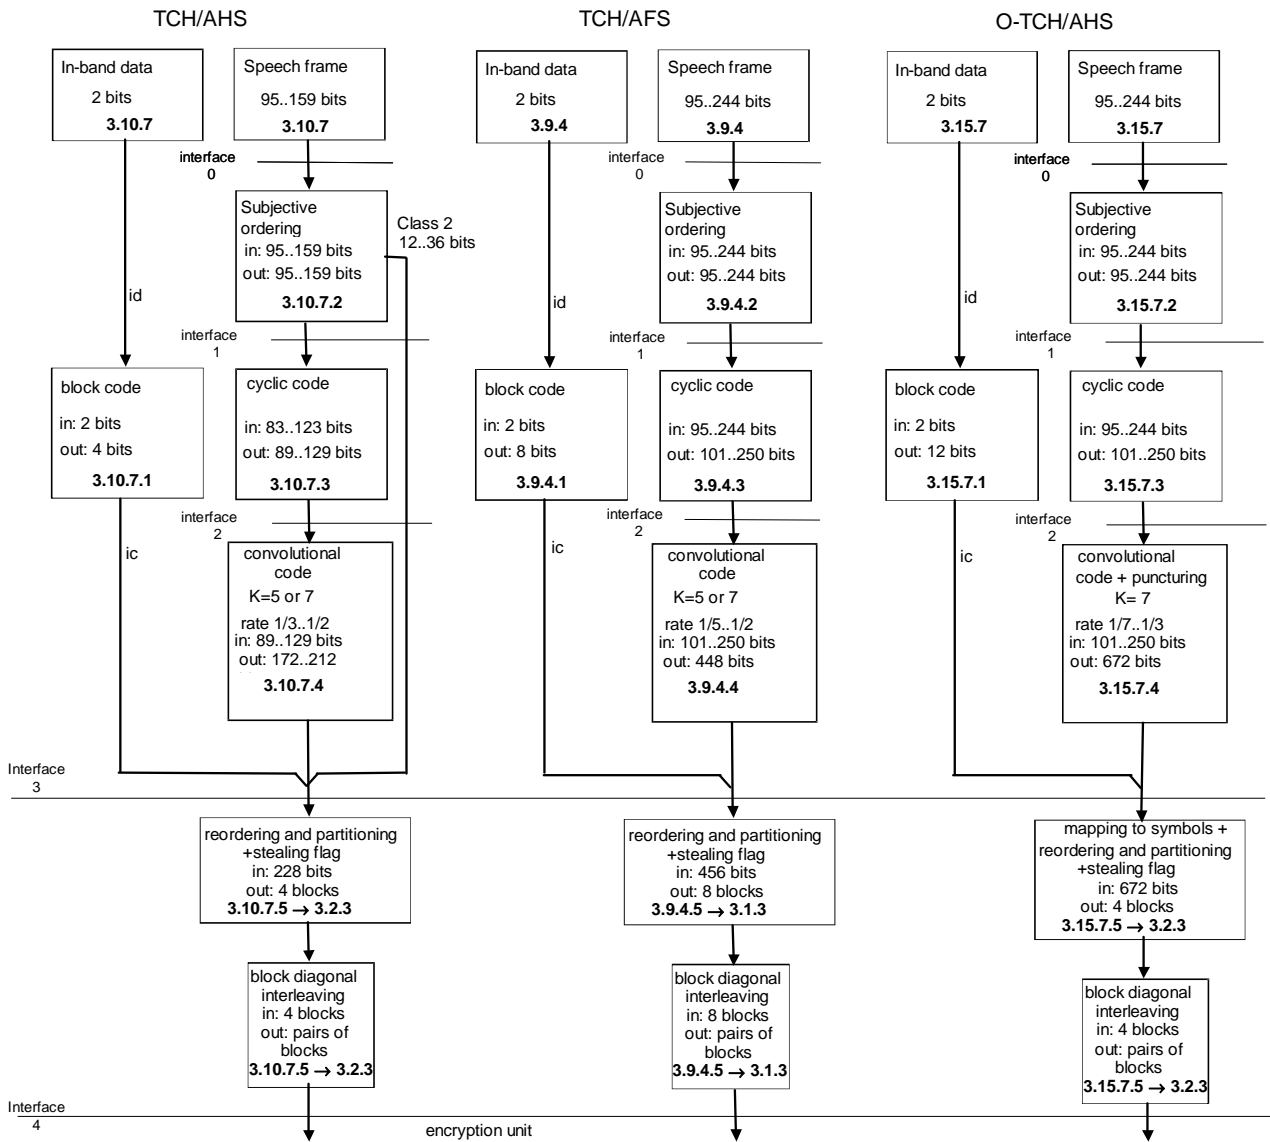 TCH/AHS
In-band data
2 bits
3.10.7
Speech frame
95..159 bits
3.10.7
interface
0
Subjective
ordering
in: 95..159 bits
out: 95..159 bits
3.10.7.2
Class 2
12..36 bits
id
interface
1
block code
in: 2 bits
out: 4 bits
3.10.7.1
cyclic code
in: 83..123 bits
out: 89..129 bits
3.10.7.3
interface
2
ic
convolutional
code
K=5 or 7
rate 1/3..1/2
in: 89..129 bits
out: 172..212
3.10.7.4
Interface
3
reordering and partitioning
+stealing flag
in: 228 bits
out: 4 blocks
3.10.7.5 → 3.2.3
block diagonal
interleaving
in: 4 blocks
out: pairs of
blocks
3.10.7.5 → 3.2.3
Interface
4
TCH/AFS
In-band data
2 bits
3.9.4
Speech frame
95..244 bits
3.9.4
interface
0
Subjective
ordering
in: 95..244 bits
out: 95..244 bits
3.9.4.2
id
interface
1
block code
in: 2 bits
out: 8 bits
3.9.4.1
cyclic code
in: 95..244 bits
out: 101..250 bits
3.9.4.3
interface
2
ic
convolutional
code
K=5 or 7
rate 1/5..1/2
in: 101..250 bits
out: 448 bits
3.9.4.4
reordering and partitioning
+stealing flag
in: 456 bits
out: 8 blocks
3.9.4.5 → 3.1.3
block diagonal
interleaving
in: 8 blocks
out: pairs of
blocks
3.9.4.5 → 3.1.3
encryption unit
O-TCH/AHS
In-band data
2 bits
3.15.7
Speech frame
95..244 bits
3.15.7
interface
0
Subjective
ordering
in: 95..244 bits
out: 95..244 bits
3.15.7.2
id
interface
1
block code
in: 2 bits
out: 12 bits
3.15.7.1
cyclic code
in: 95..244 bits
out: 101..250 bits
3.15.7.3
interface
2
ic
convolutional
code + puncturing
K= 7
rate 1/7..1/3
in: 101..250 bits
out: 672 bits
3.15.7.4
mapping to symbols +
reordering and partitioning
+stealing flag
in: 672 bits
out: 4 blocks
3.15.7.5 → 3.2.3
block diagonal
interleaving
in: 4 blocks
out: pairs of
blocks
3.15.7.5 → 3.2.3